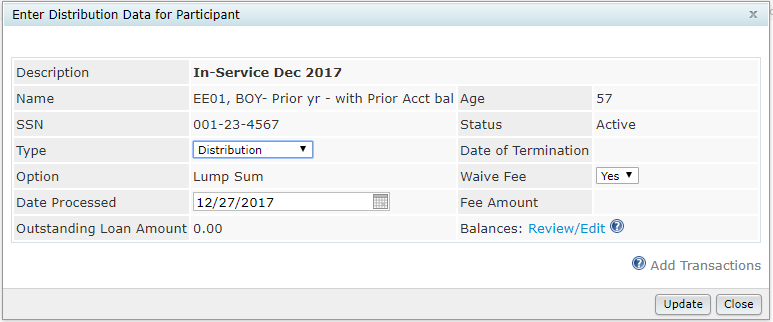 Enter Distribution Data for Participant x
Description In-Service Dec 2017
Name EE01, BOY- Prior yr - with Prior Acct bal Age 57
SSN 001-23-4567 Status Active
Type Distribution Date of Termination
Option Lump Sum Waive Fee Yes
Date Processed 12/27/2017 Fee Amount
Outstanding Loan Amount 0.00 Balances: Review/Edit ?
? Add Transactions
Update Close